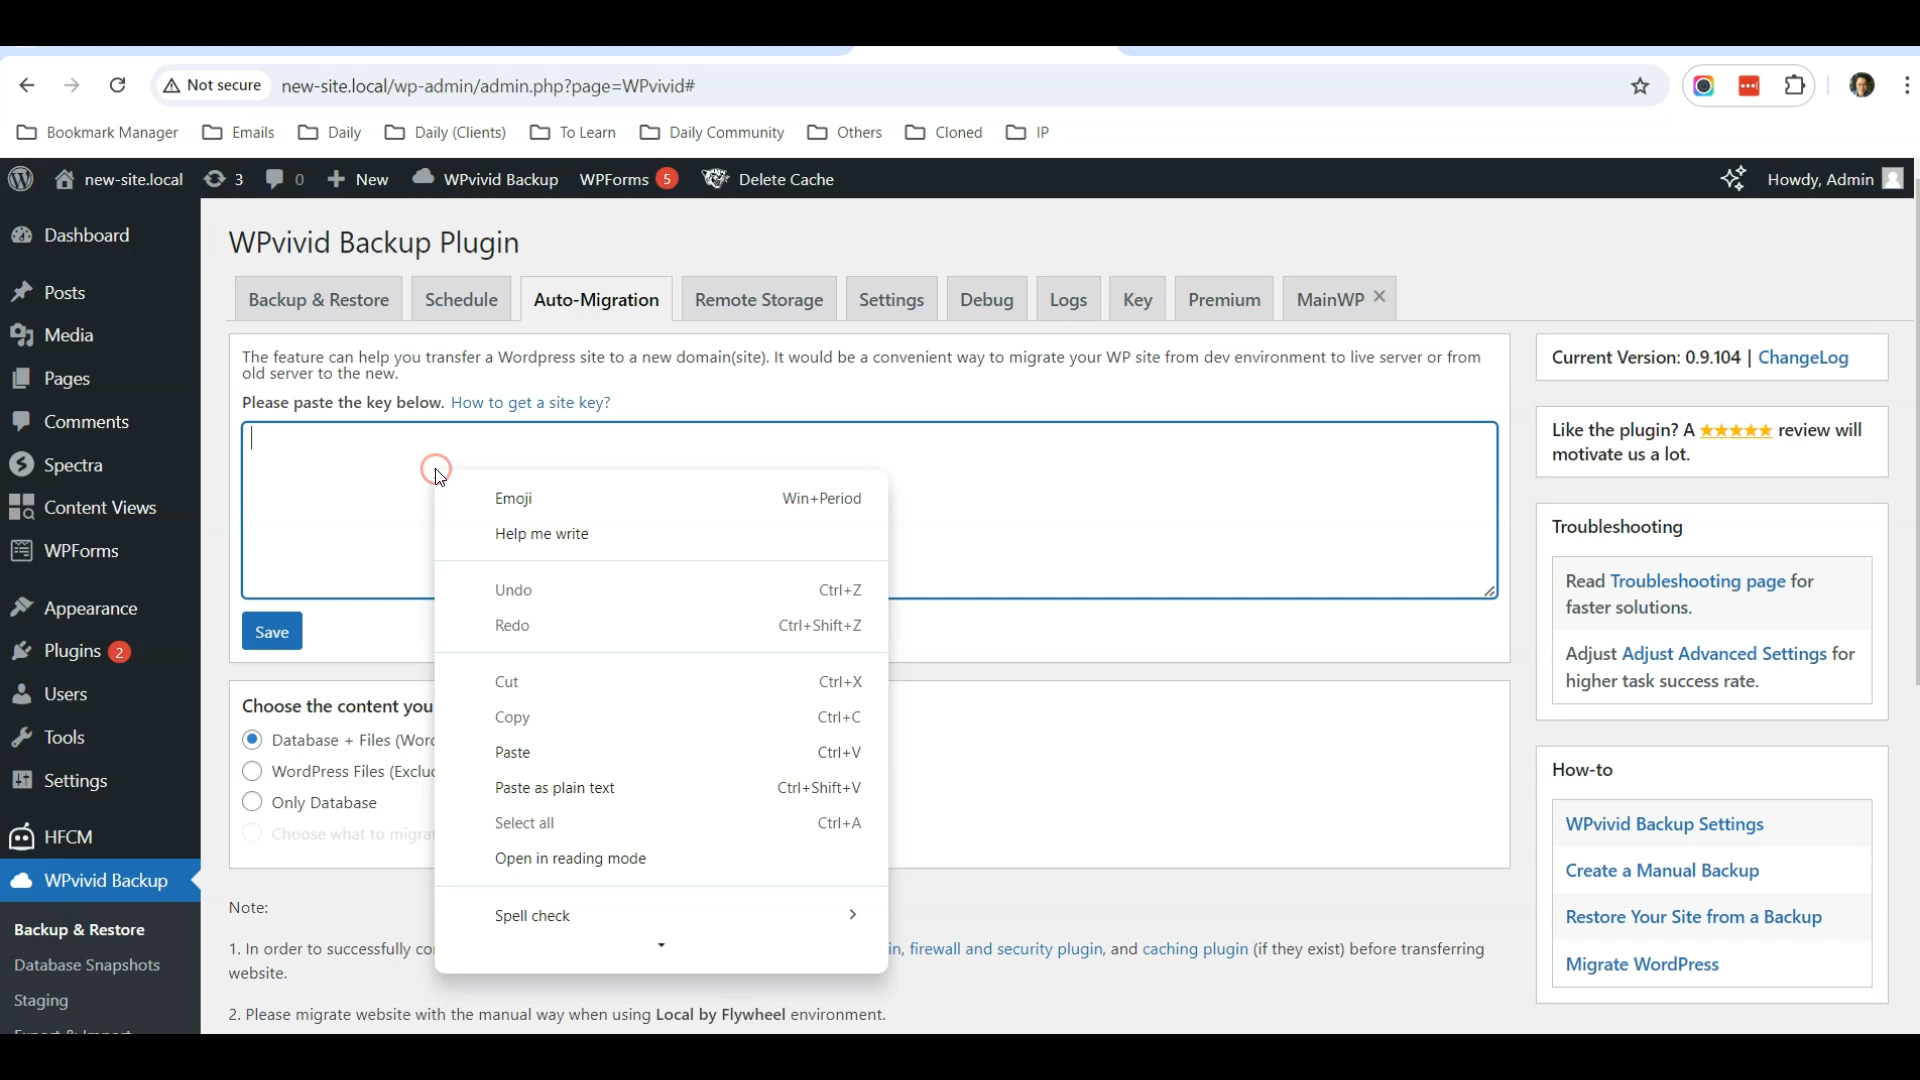 Not secure new-site.local/wp-admin/admin.php?page=WPvivid#
Bookmark Manager Emails Daily Daily (Clients) To Learn Daily Community Others Cloned IP
new-site.local 3 0 New WPvivid Backup WPForms 5 Delete Cache Howdy, Admin
Dashboard
Posts
Media
Pages
Comments
Spectra
Content Views
WPForms
Appearance
Plugins 2
Users
Tools
Settings
HFCM
WPvivid Backup
Backup & Restore
Database Snapshots
Staging
Export & Import
WPvivid Backup Plugin
Backup & Restore Schedule Auto-Migration Remote Storage Settings Debug Logs Key Premium MainWP
The feature can help you transfer a Wordpress site to a new domain(site). It would be a convenient way to migrate your WP site from dev environment to live server or from
old server to the new.
Please paste the key below. How to get a site key?
Save
Choose the content you
Database + Files (Word
WordPress Files (Exclud
Only Database
Choose what to migrat
Note:
1. In order to successfully co in, firewall and security plugin, and caching plugin (if they exist) before transferring
website.
2. Please migrate website with the manual way when using Local by Flywheel environment.
Emoji Win+Period
Help me write
Undo Ctrl+Z
Redo Ctrl+Shift+Z
Cut Ctrl+X
Copy Ctrl+C
Paste Ctrl+V
Paste as plain text Ctrl+Shift+V
Select all Ctrl+A
Open in reading mode
Spell check
Current Version: 0.9.104 | ChangeLog
Like the plugin? A ★★★★★ review will
motivate us a lot.
Troubleshooting
Read Troubleshooting page for
faster solutions.
Adjust Adjust Advanced Settings for
higher task success rate.
How-to
WPvivid Backup Settings
Create a Manual Backup
Restore Your Site from a Backup
Migrate WordPress